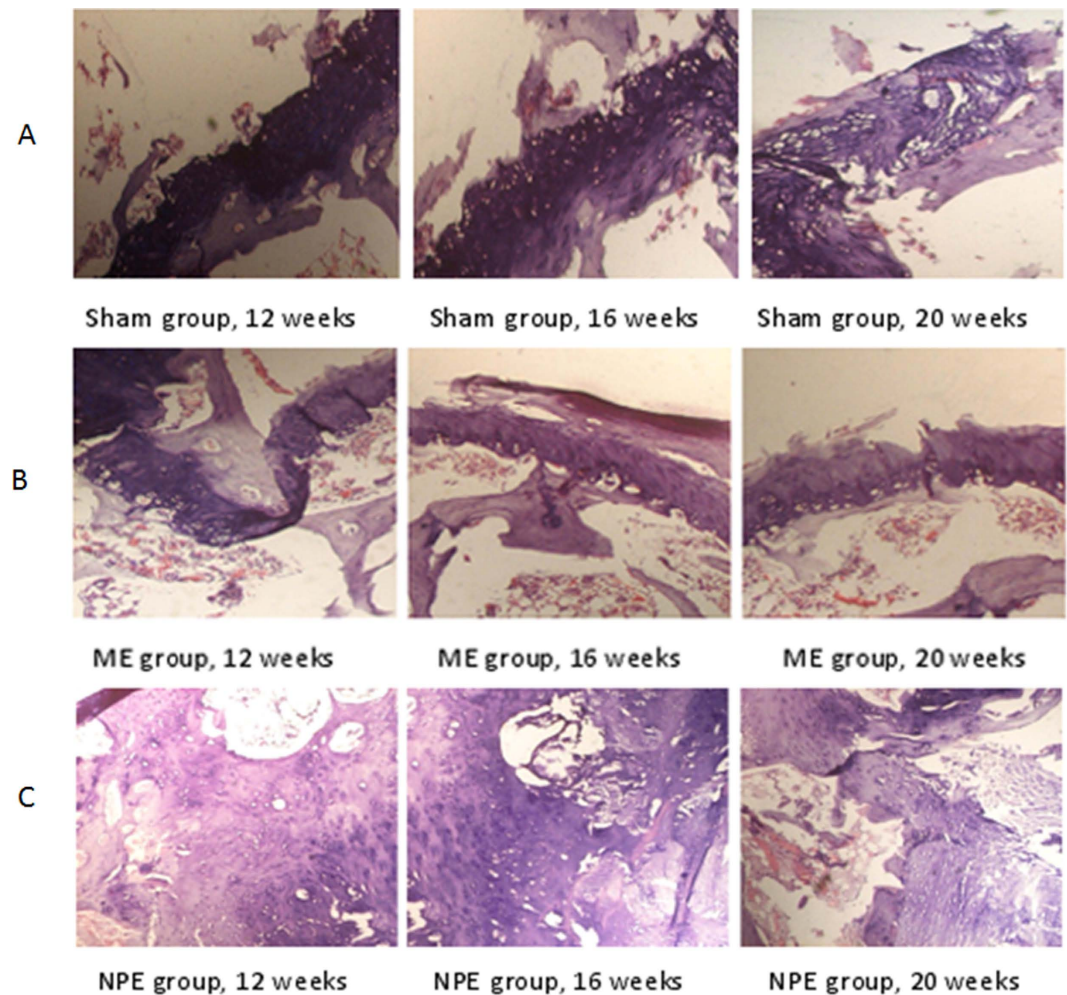 A
Sham group, 12 weeks
Sham group, 16 weeks
Sham group, 20 weeks
B
ME group, 12 weeks
ME group, 16 weeks
ME group, 20 weeks
C
NPE group, 12 weeks
NPE group, 16 weeks
NPE group, 20 weeks